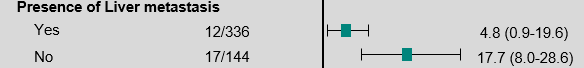 Presence of Liver metastasis
Yes 12/336 4.8 (0.9-19.6)
No 17/144 17.7 (8.0-28.6)